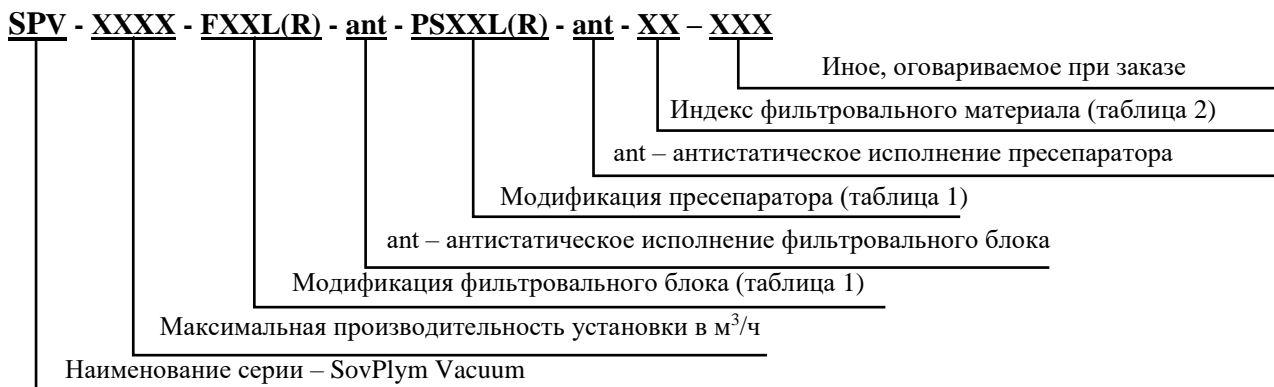 SPV - XXXX - FXXL(R) - ant - PSXXL(R) - ant - XX – XXX
Иное, оговариваемое при заказе
Индекс фильтровального материала (таблица 2)
ant – антистатическое исполнение пресепаратора
Модификация пресепаратора (таблица 1)
ant – антистатическое исполнение фильтровального блока
Модификация фильтровального блока (таблица 1)
Максимальная производительность установки в м³/ч
Наименование серии – SovPlym Vacuum